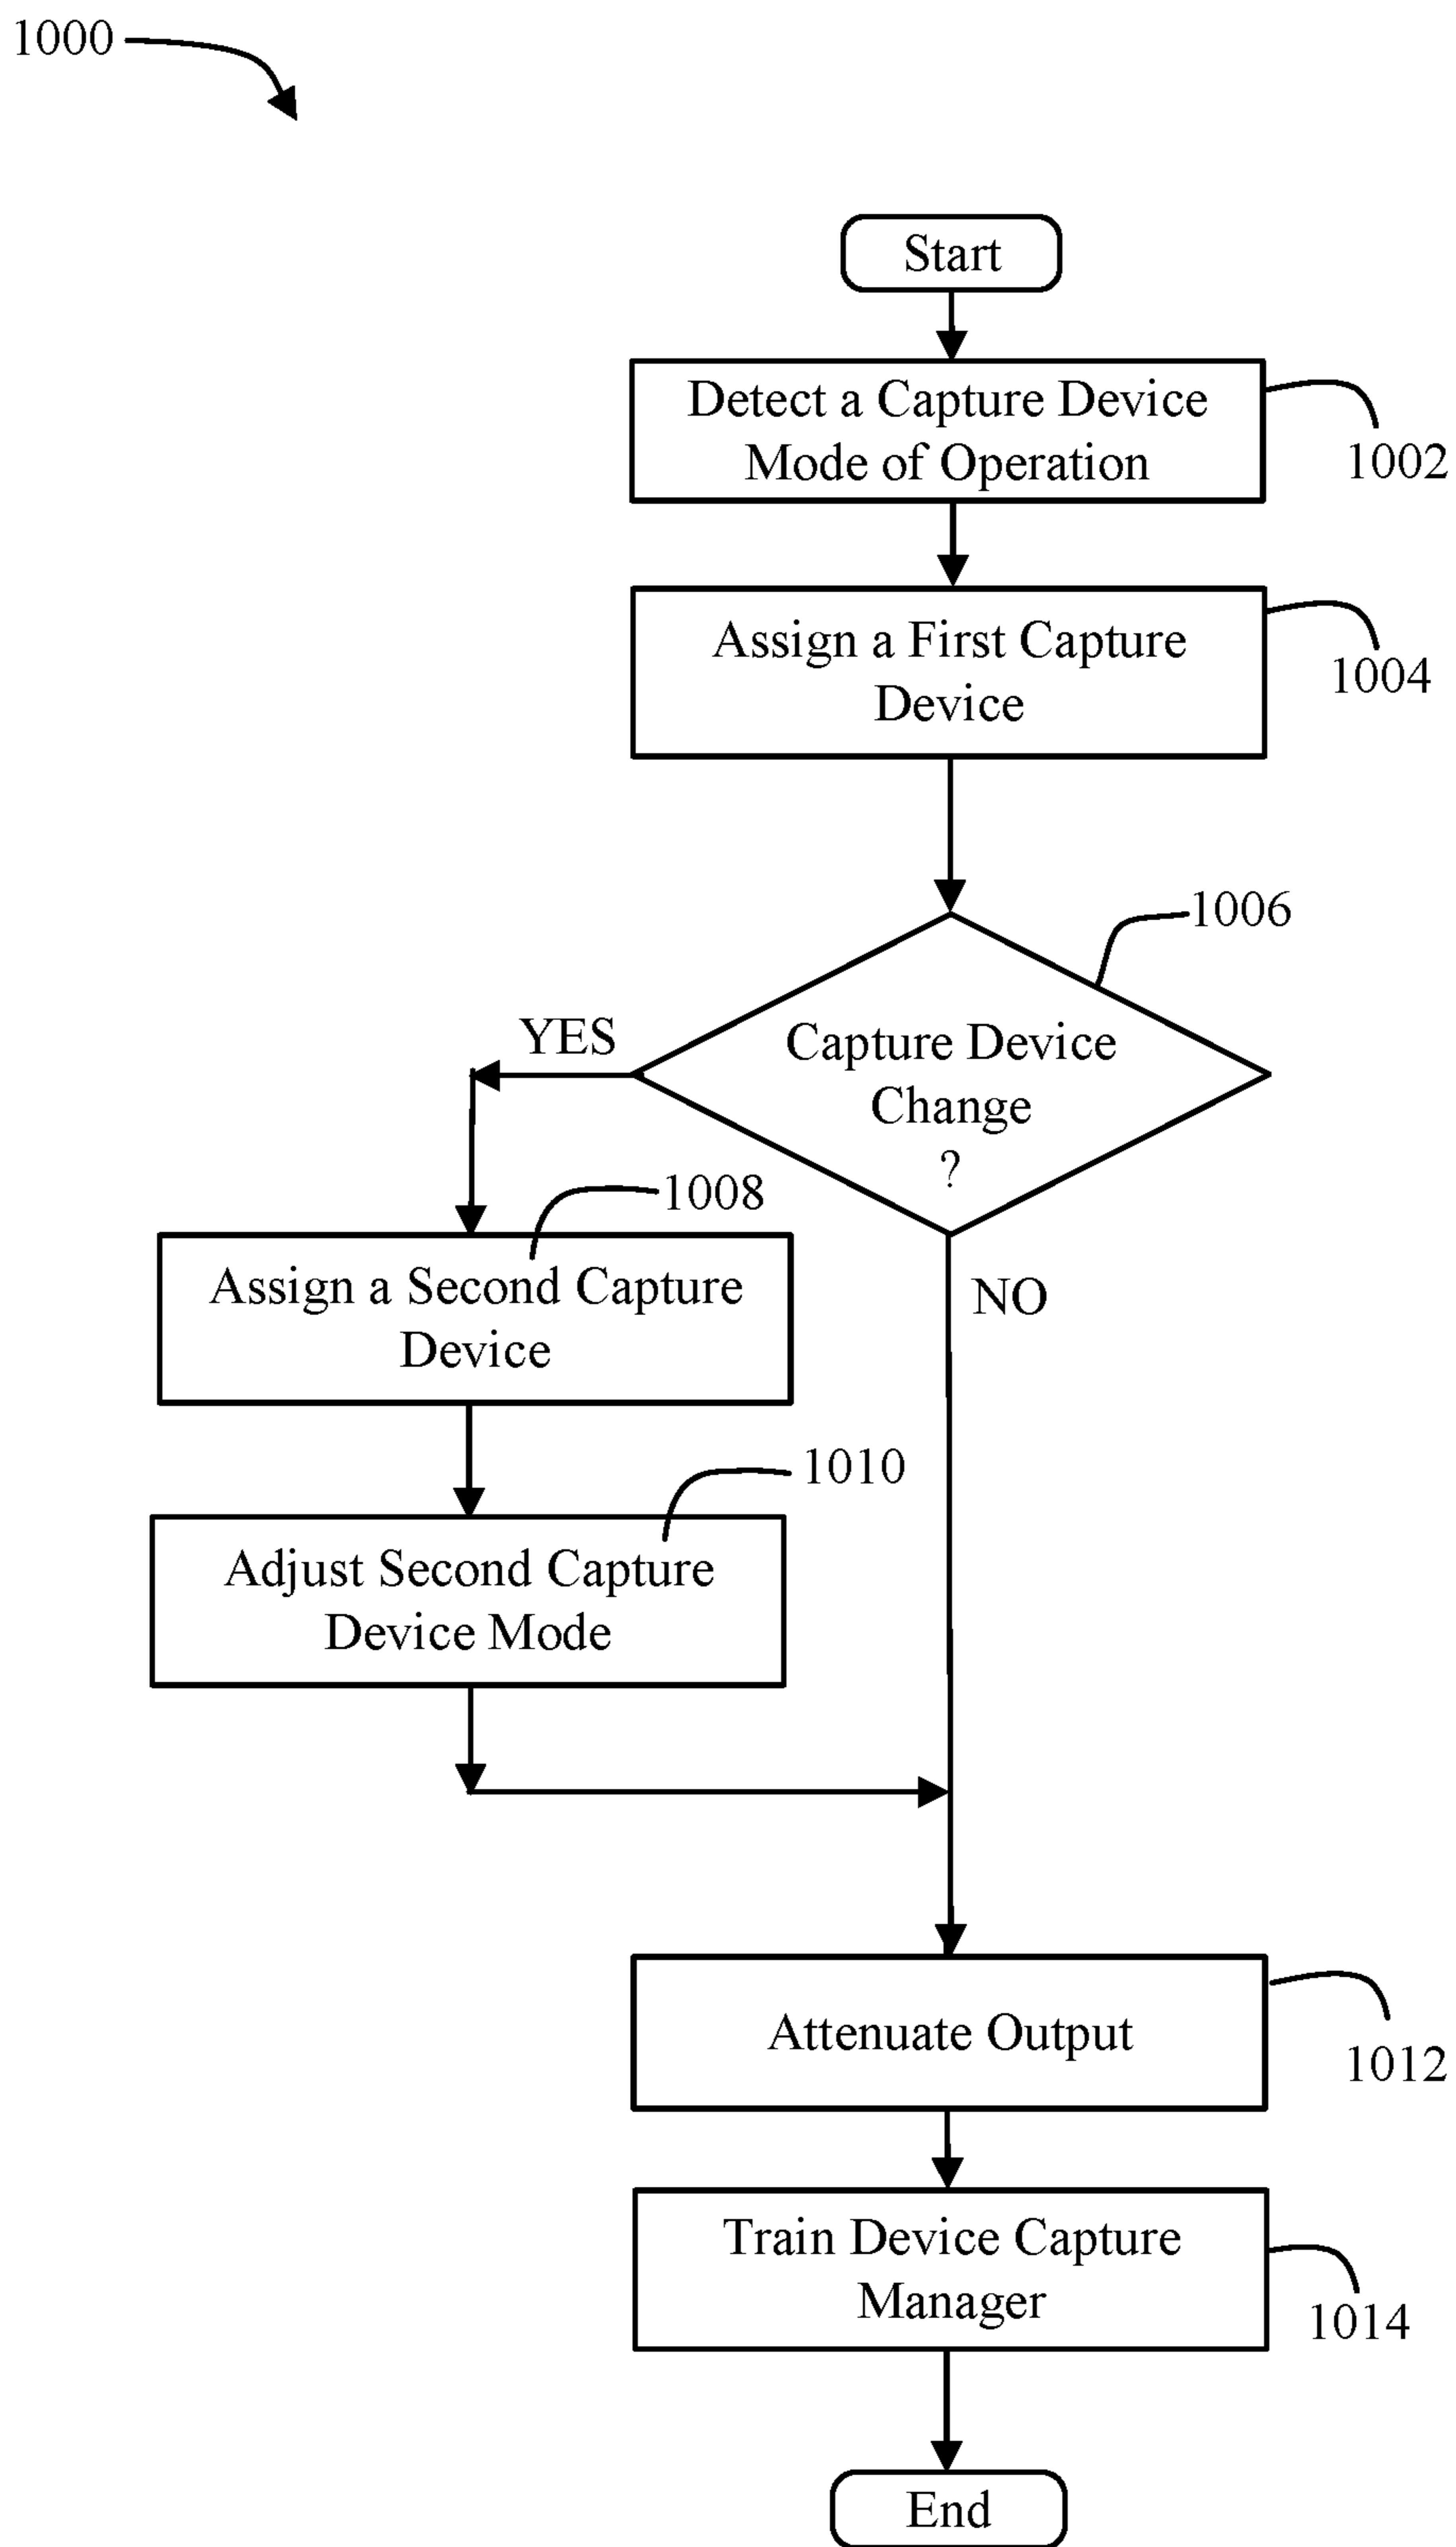 1000
Start
Detect a Capture Device
Mode of Operation
1002
Assign a First Capture
Device
1004
1006
Capture Device
Change
?
YES
1008
Assign a Second Capture
Device
NO
1010
Adjust Second Capture
Device Mode
Attenuate Output
1012
Train Device Capture
Manager
1014
End